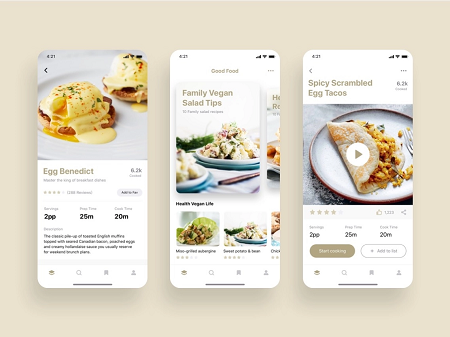 4:21
Egg Benedict
6.2k
Cooked
Master the king of breakfast dishes
(288 Reviews)
Add to Fav
Servings
Prep Time
Cook Time
2pp
25m
20m
Description
The classic pile-up of toasted English muffins
topped with seared Canadian bacon, poached eggs
and creamy hollandaise sauce you usually reserve
for weekend brunch plans.
4:21
Good Food
Family Vegan
Salad Tips
10 Family salad recipes
He
Ro
Health Vegan Life
Miso-grilled aubergine
Sweet potato & bean
Chick
4:21
Spicy Scrambled
Egg Tacos
6.2k
Cooked
Servings
Prep Time
Cook Time
2pp
25m
20m
Start cooking
+ Add to list